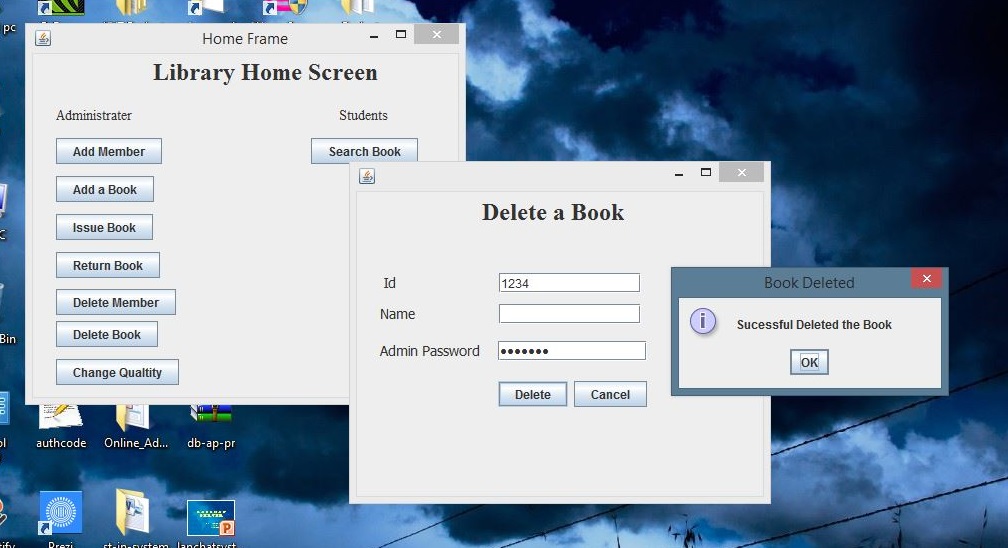 pc
Home Frame
Library Home Screen
Administrater
Students
Add Member
Search Book
Add a Book
Issue Book
Return Book
Delete Member
Delete Book
Change Qualtity
Delete a Book
Id
1234
Name
Admin Password
Delete
Cancel
Book Deleted
Sucessful Deleted the Book
OK
Bin
authcode
Online_Ad...
db-ap-pr
Prezi
st-in-system
lanchatsyst